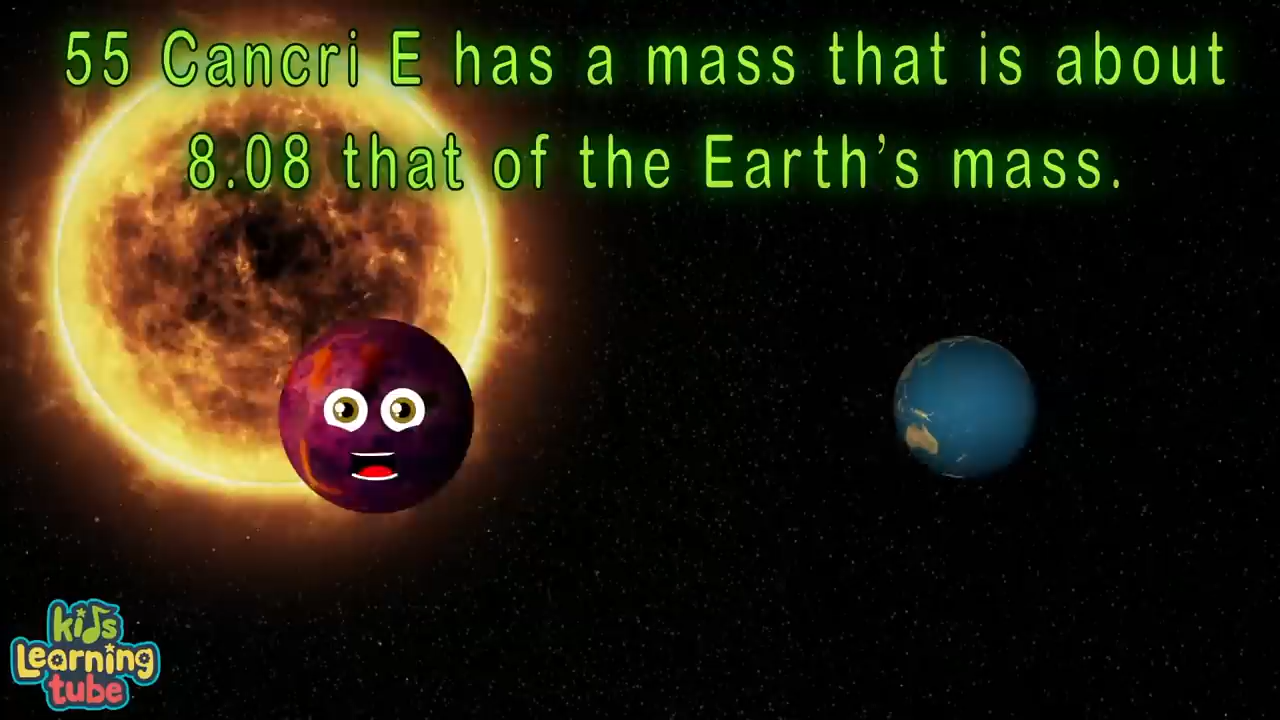 55 Cancri E has a mass that is about
8.08 that of the Earth’s mass.
kids
Learning
tube